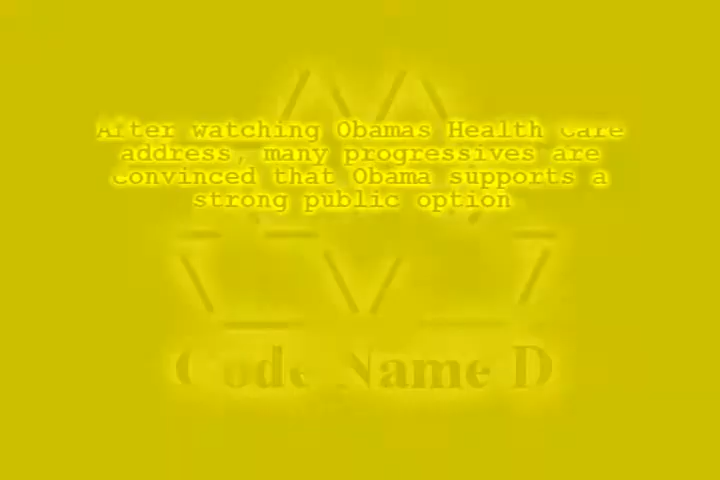 After watching Obamas Health Care
address, many progressives are
convinced that Obama supports a
strong public option
Code Name D